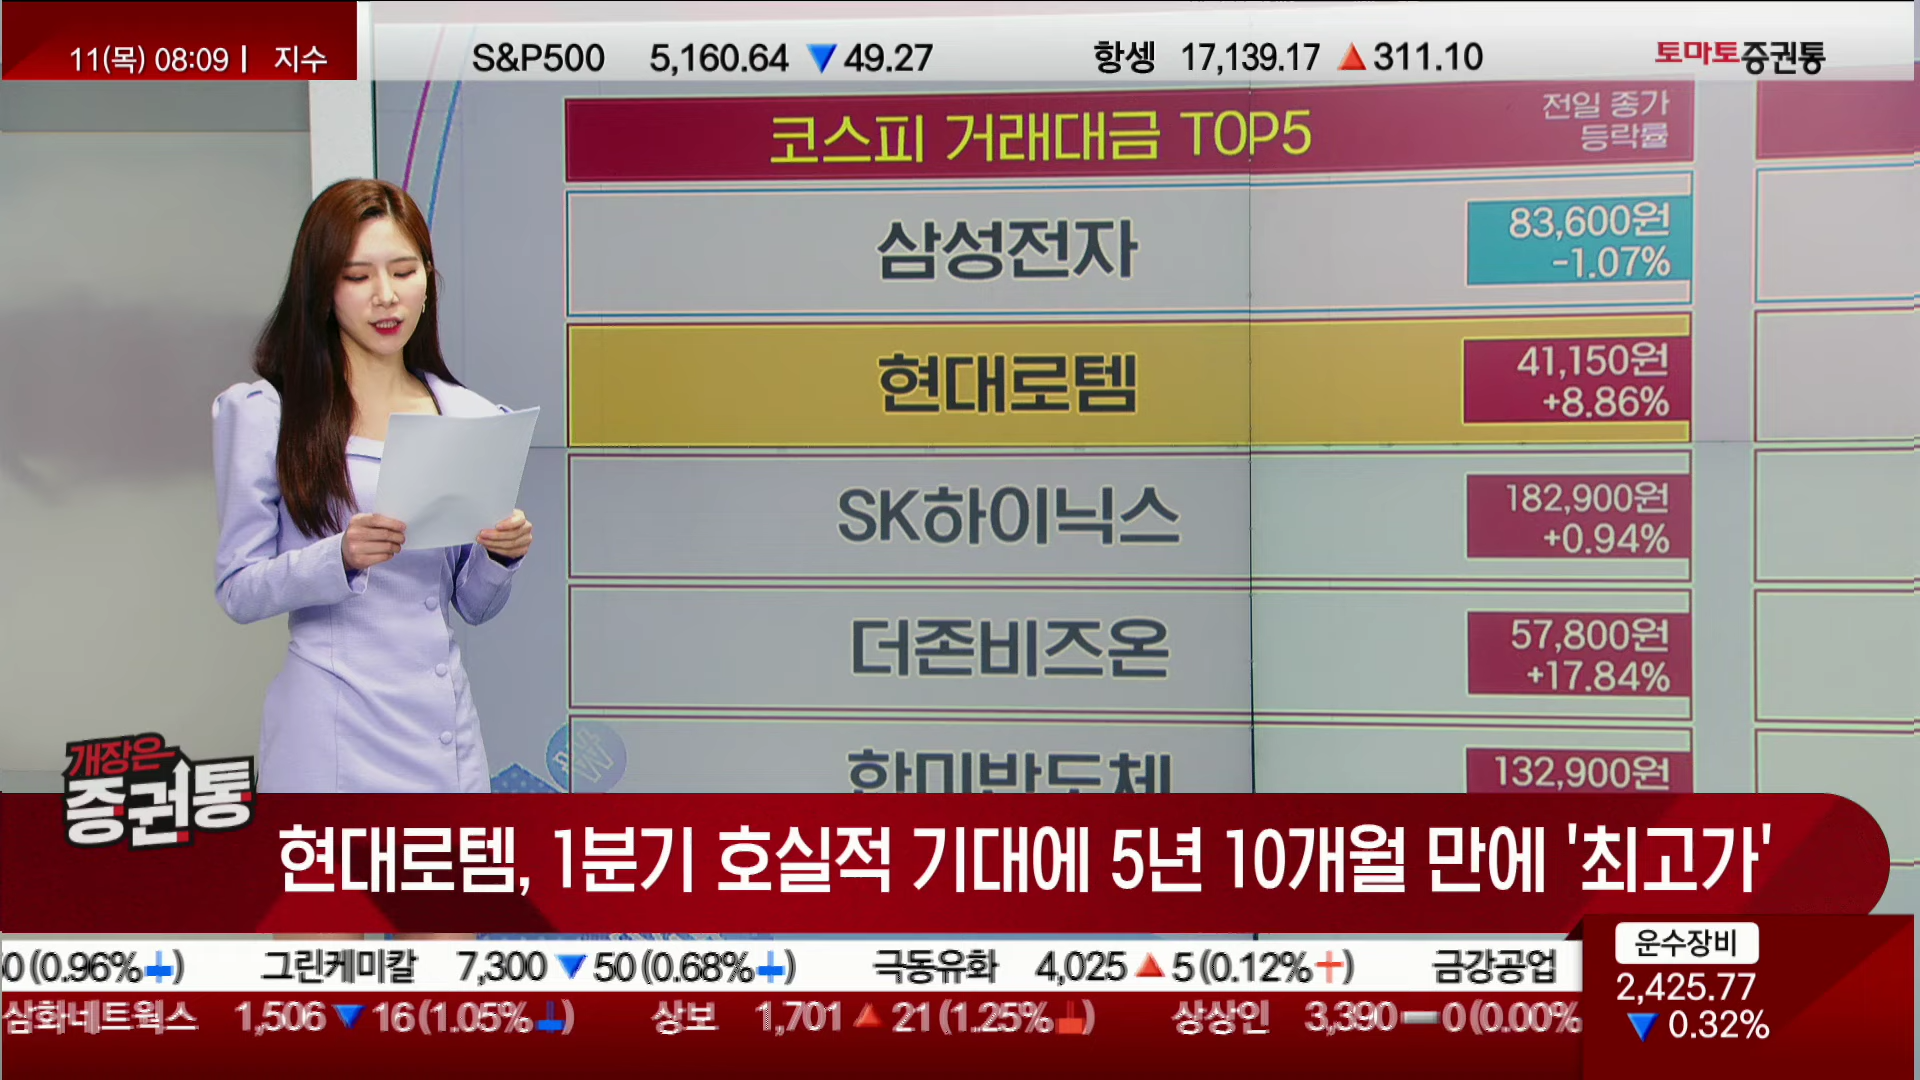 11(목) 08:09 | 지수
S&P500 5,160.64 ▼ 49.27 항셍 17,139.17 ▲ 311.10
토마토증권통
코스피 거래대금 TOP5
전일 종가
등락률
삼성전자
83,600원
-1.07%
현대로템
41,150원
+8.86%
SK하이닉스
182,900원
+0.94%
더존비즈온
57,800원
+17.84%
한미반도체
132,900원
개장은
증권통
현대로템, 1분기 호실적 기대에 5년 10개월 만에 '최고가'
0(0.96%-) 그린케미칼 7,300 ▼ 50(0.68%-) 극동유화 4,025 ▲ 5(0.12%+) 금강공업
삼화네트웍스 1,506 ▼ 16(1.05%) 상보 1,701 ▲ 21(1.25%) 상상인 3,390 0(0.00%
운수장비
2,425.77
▼ 0.32%